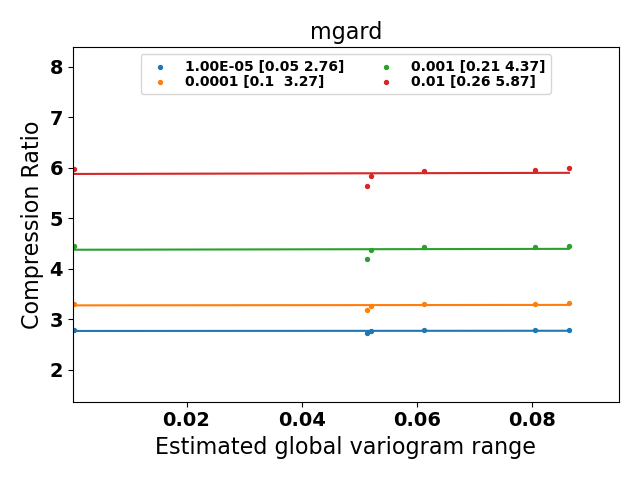 mgard
1.00E-05 [0.05 2.76]
0.0001 [0.1  3.27]
0.001 [0.21 4.37]
0.01 [0.26 5.87]
Compression Ratio
8
7
6
5
4
3
2
0.02 0.04 0.06 0.08
Estimated global variogram range